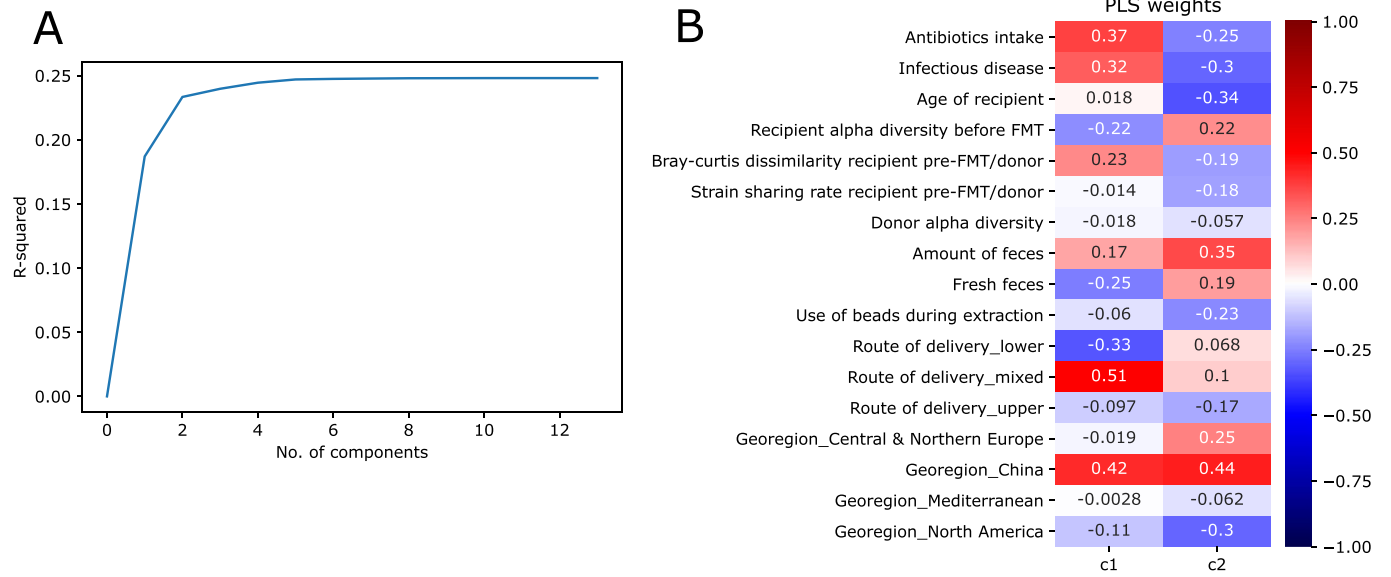 A
0.25
0.20
0.15
0.10
0.05
0.00
R-squared
0 2 4 6 8 10 12
No. of components
B
PLS weights
Antibiotics intake 0.37 -0.25
Infectious disease 0.32 -0.3
Age of recipient 0.018 -0.34
Recipient alpha diversity before FMT -0.22 0.22
Bray-curtis dissimilarity recipient pre-FMT/donor 0.23 -0.19
Strain sharing rate recipient pre-FMT/donor -0.014 -0.18
Donor alpha diversity -0.018 -0.057
Amount of feces 0.17 0.35
Fresh feces -0.25 0.19
Use of beads during extraction -0.06 -0.23
Route of delivery_lower -0.33 0.068
Route of delivery_mixed 0.51 0.1
Route of delivery_upper -0.097 -0.17
Georegion_Central & Northern Europe -0.019 0.25
Georegion_China 0.42 0.44
Georegion_Mediterranean -0.0028 -0.062
Georegion_North America -0.11 -0.3
c1 c2
1.00
0.75
0.50
0.25
0.00
−0.25
−0.50
−0.75
−1.00